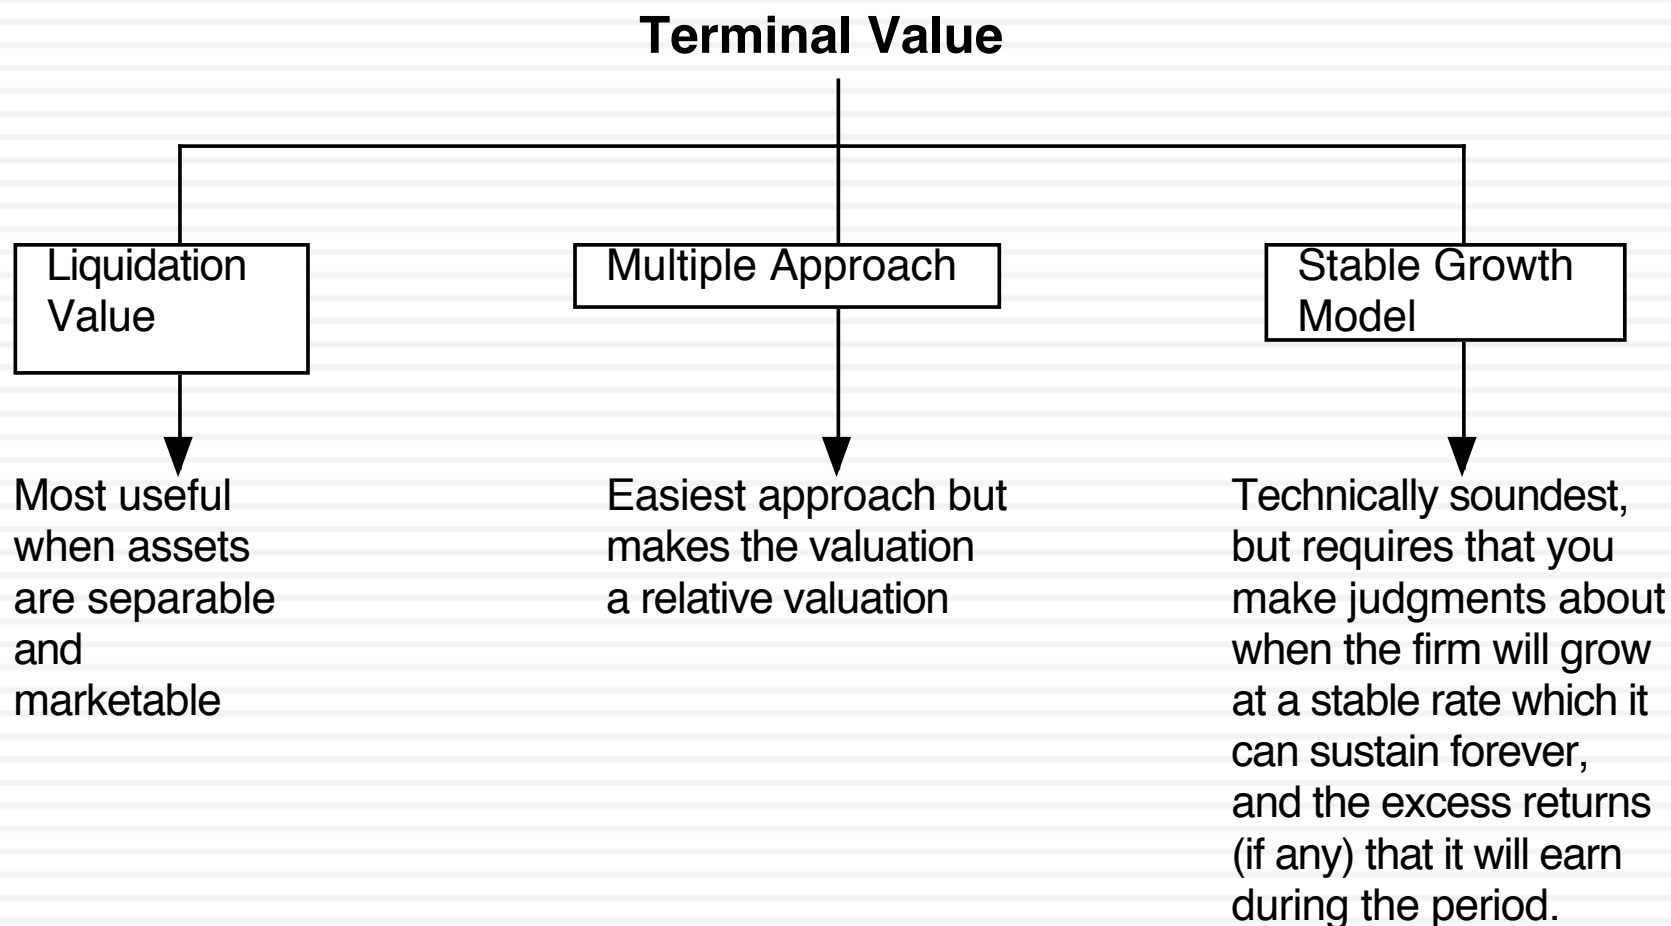 Terminal Value
Liquidation
Value
Multiple Approach
Stable Growth
Model
Most useful
when assets
are separable
and
marketable
Easiest approach but
makes the valuation
a relative valuation
Technically soundest,
but requires that you
make judgments about
when the firm will grow
at a stable rate which it
can sustain forever,
and the excess returns
(if any) that it will earn
during the period.